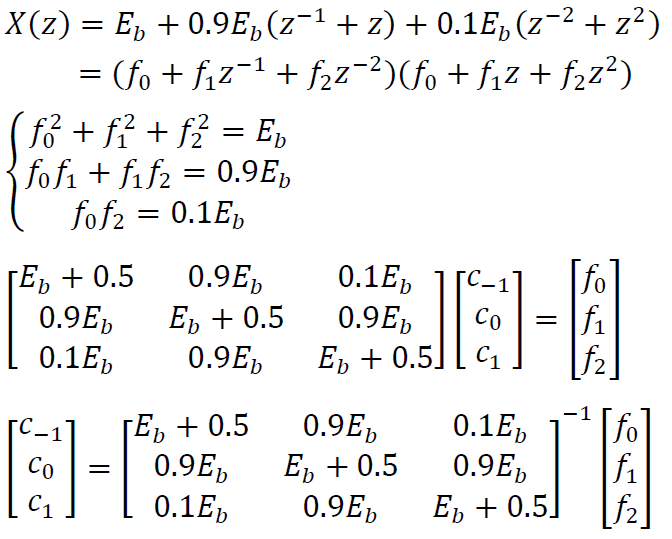 X(z) = E_b + 0.9E_b(z^{-1} + z) + 0.1E_b(z^{-2} + z^2)
= (f_0 + f_1z^{-1} + f_2z^{-2})(f_0 + f_1z + f_2z^2)
{ f_0^2 + f_1^2 + f_2^2 = E_b
f_0f_1 + f_1f_2 = 0.9E_b
f_0f_2 = 0.1E_b
[E_b + 0.5 0.9E_b 0.1E_b] [c_{-1}] [f_0]
[0.9E_b E_b + 0.5 0.9E_b] [c_0] = [f_1]
[0.1E_b 0.9E_b E_b + 0.5] [c_1] [f_2]
[c_{-1}] [E_b + 0.5 0.9E_b 0.1E_b]^{-1} [f_0]
[c_0] = [0.9E_b E_b + 0.5 0.9E_b] [f_1]
[c_1] [0.1E_b 0.9E_b E_b + 0.5] [f_2]